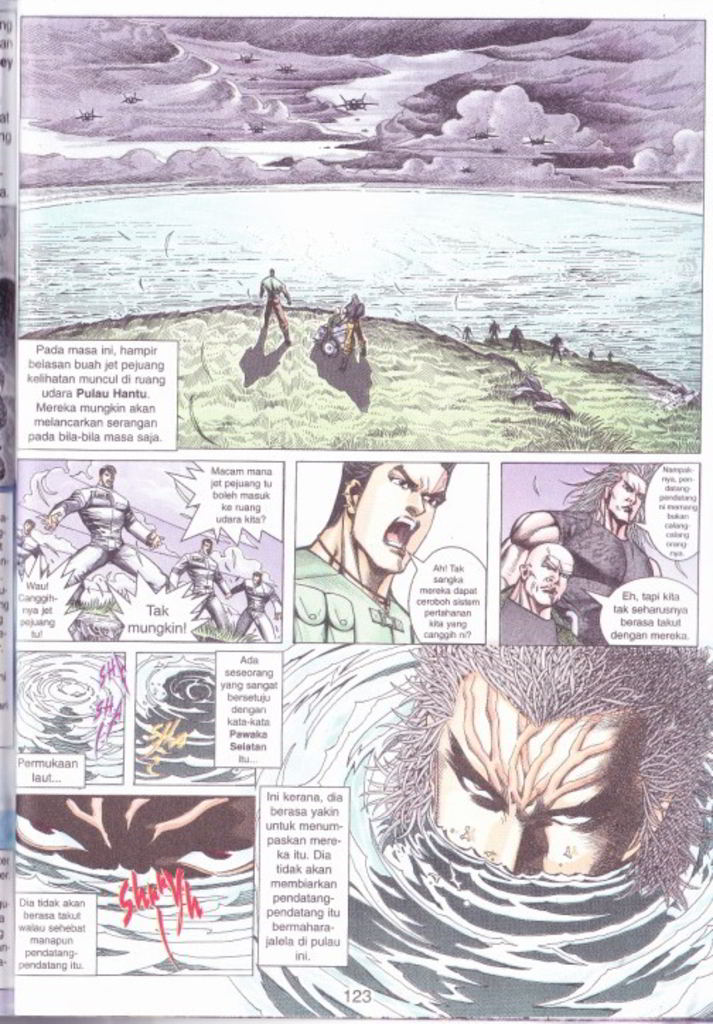 Pada masa ini, hampir
belasan buah jet pejuang
kelihatan muncul di ruang
udara Pulau Hantu.
Mereka mungkin akan
melancarkan serangan
pada bila-bila masa saja.
Wau!
Canggih-
nya jet
pejuang
tu!
Tak
mungkin!
Macam mana
jet pejuang tu
boleh masuk
ke ruang
udara kita?
Ah! Tak
sangka
mereka dapat
ceroboh sistem
pertahanan
kita yang
canggih ni?
Nampak-
nya, pen-
datang-
pendatang
ni memang
bukan
calang-
calang
orang-
nya.
Eh, tapi kita
tak seharusnya
berasa takut
dengan mereka.
Permukaan
laut...
SHA
SHA
SHA
Ada
seseorang
yang sangat
bersetuju
dengan
kata-kata
Pawaka
Selatan
itu...
Dia tidak akan
berasa takut
walau sehebat
manapun
pendatang-
pendatang itu.
Ini kerana, dia
berasa yakin
untuk menum-
paskan mere-
ka itu. Dia
tidak akan
membiarkan
pendatang-
pendatang itu
bermahara-
jalela di pulau
ini.
123